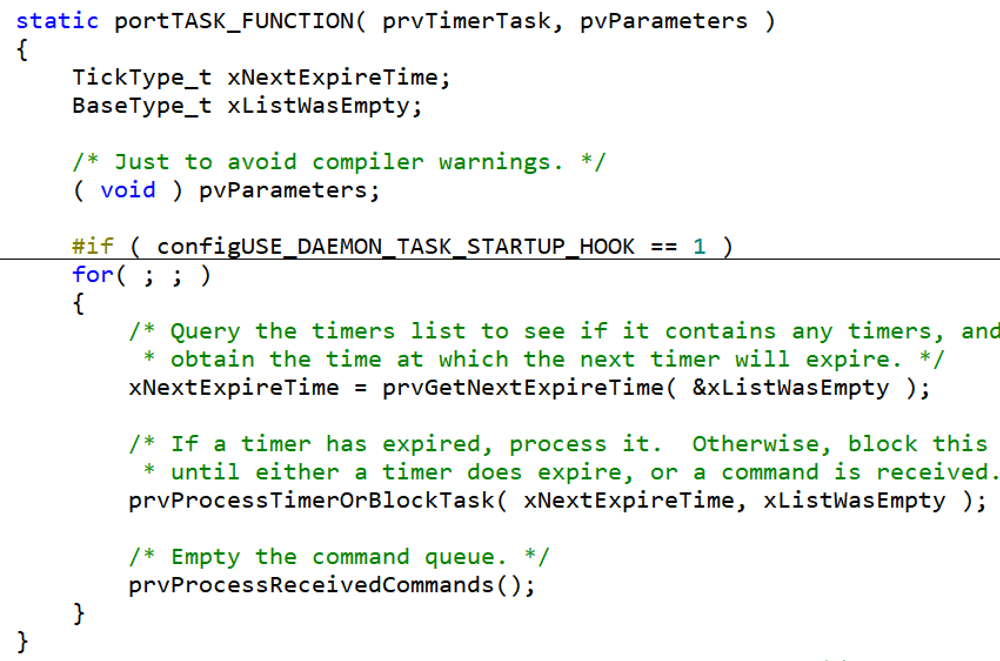 static portTASK_FUNCTION( prvTimerTask, pvParameters )
{
    TickType_t xNextExpireTime;
    BaseType_t xListWasEmpty;

    /* Just to avoid compiler warnings. */
    ( void ) pvParameters;

    #if ( configUSE_DAEMON_TASK_STARTUP_HOOK == 1 )
    for( ; ; )
    {
        /* Query the timers list to see if it contains any timers, and
         * obtain the time at which the next timer will expire. */
        xNextExpireTime = prvGetNextExpireTime( &xListWasEmpty );

        /* If a timer has expired, process it.  Otherwise, block this
         * until either a timer does expire, or a command is received.
        prvProcessTimerOrBlockTask( xNextExpireTime, xListWasEmpty );

        /* Empty the command queue. */
        prvProcessReceivedCommands();
    }
}